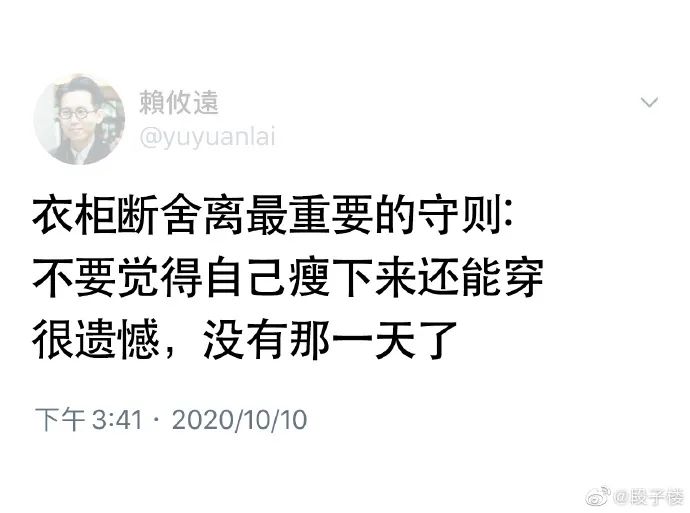 賴攸遠
@yuyuanlai
衣柜断舍离最重要的守则:
不要觉得自己瘦下来还能穿
很遗憾，没有那一天了
下午 3:41 · 2020/10/10
@段子楼